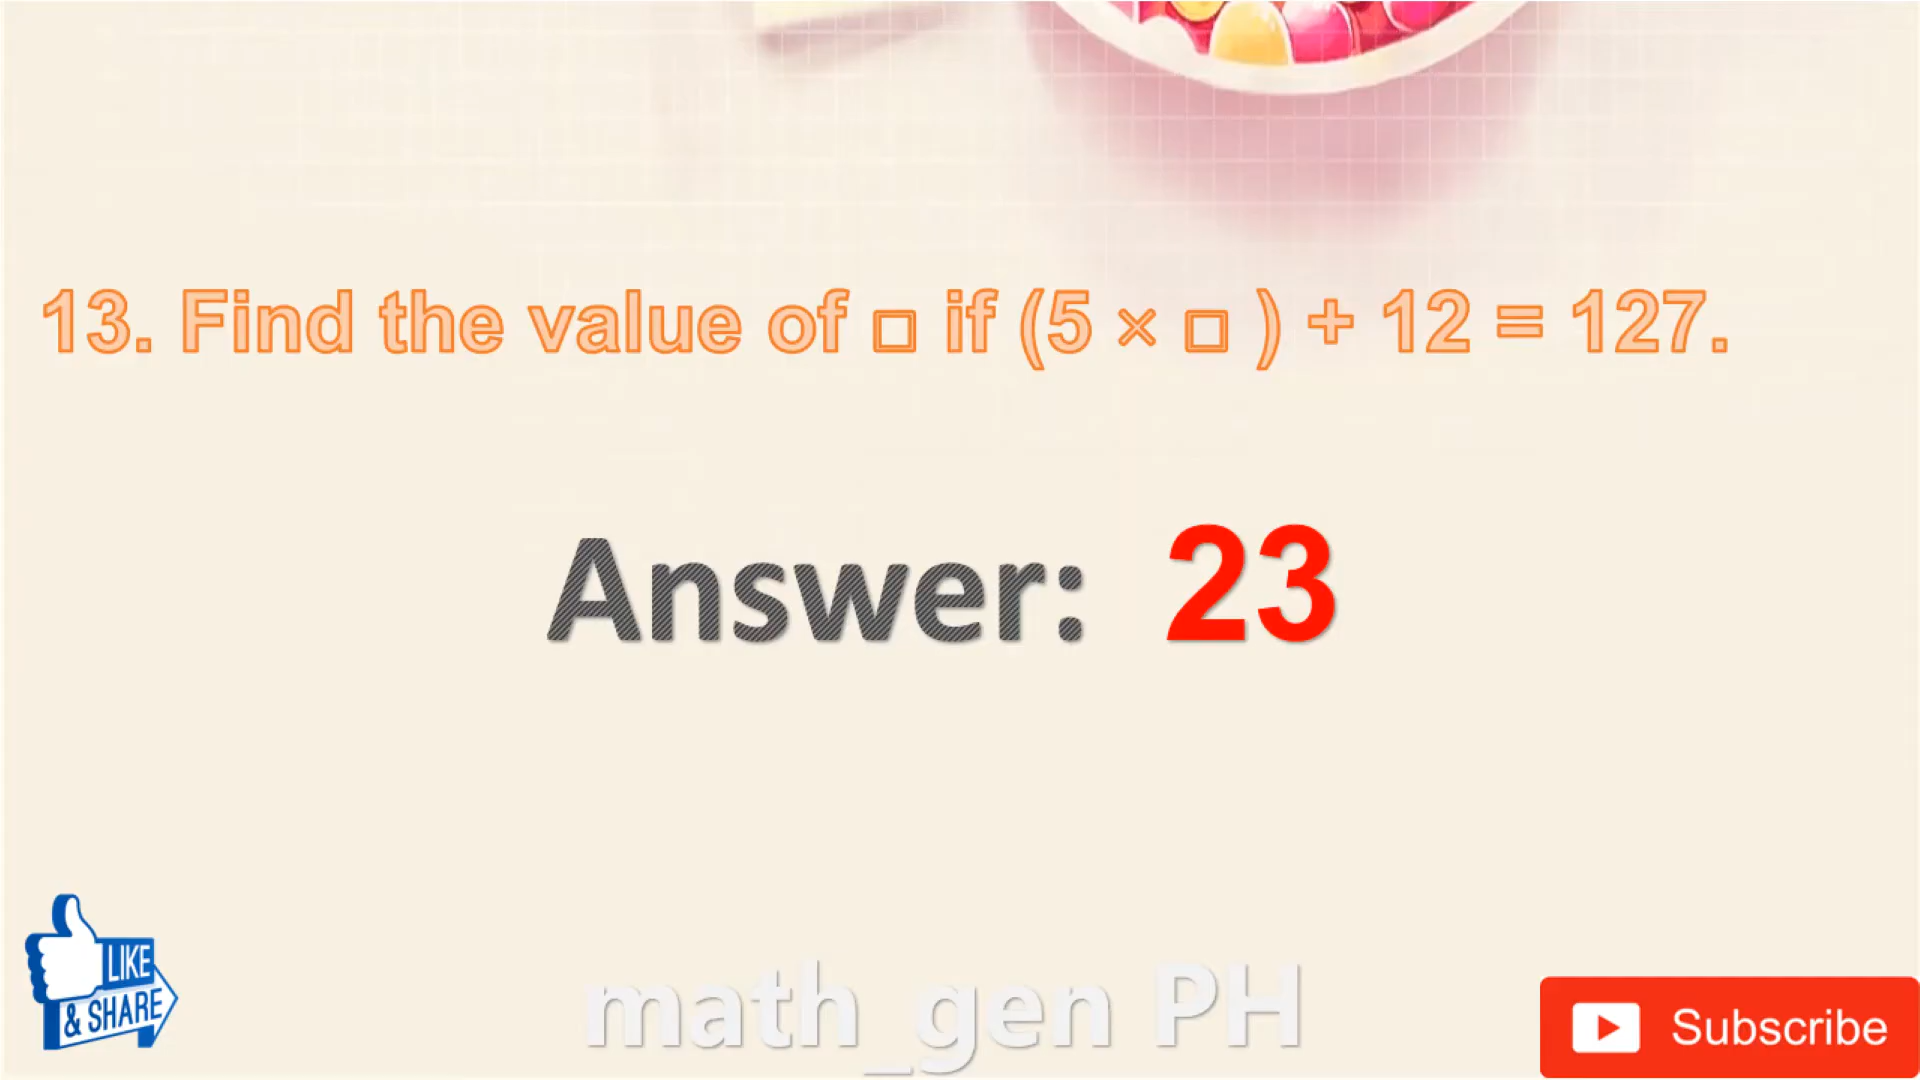 13. Find the value of □ if (5 × □ ) + 12 = 127.
Answer: 23
LIKE
& SHARE
math_gen PH
Subscribe